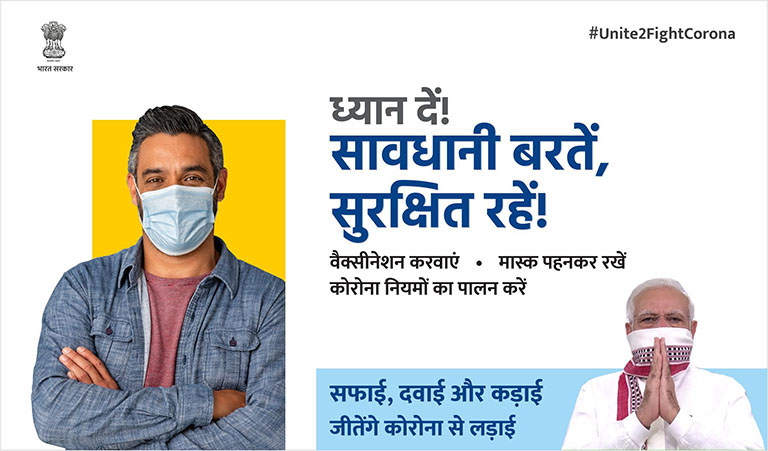 भारत सरकार
#Unite2FightCorona
ध्यान दें!
सावधानी बरतें,
सुरक्षित रहें!
वैक्सीनेशन करवाएं • मास्क पहनकर रखें
कोरोना नियमों का पालन करें
सफाई, दवाई और कड़ाई
जीतेंगे कोरोना से लड़ाई